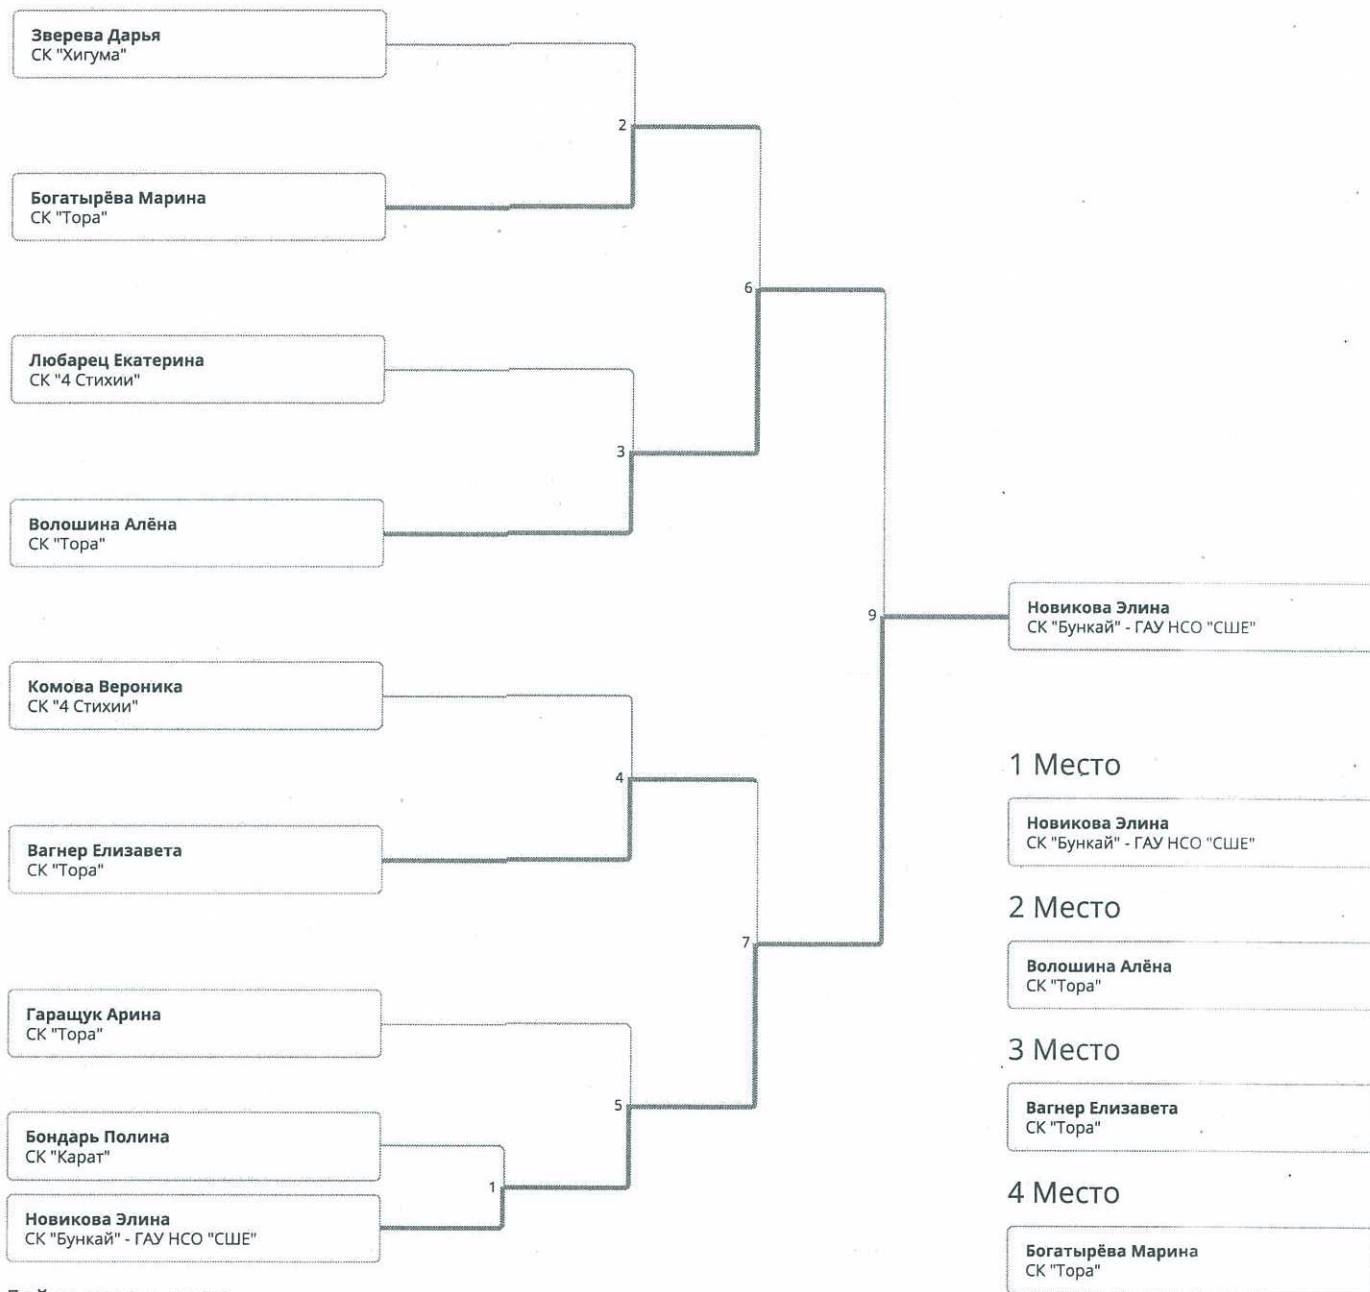 Зверева Дарья
СК "Хигума"
2
Богатырёва Марина
СК "Тора"
6
Любарец Екатерина
СК "4 Стихии"
3
Волошина Алёна
СК "Тора"
9
Новикова Элина
СК "Бункай" - ГАУ НСО "СШЕ"
Комова Вероника
СК "4 Стихии"
4
Вагнер Елизавета
СК "Тора"
7
Гаращук Арина
СК "Тора"
5
Бондарь Полина
СК "Карат"
1
Новикова Элина
СК "Бункай" - ГАУ НСО "СШЕ"
1 Место
Новикова Элина
СК "Бункай" - ГАУ НСО "СШЕ"
2 Место
Волошина Алёна
СК "Тора"
3 Место
Вагнер Елизавета
СК "Тора"
4 Место
Богатырёва Марина
СК "Тора"